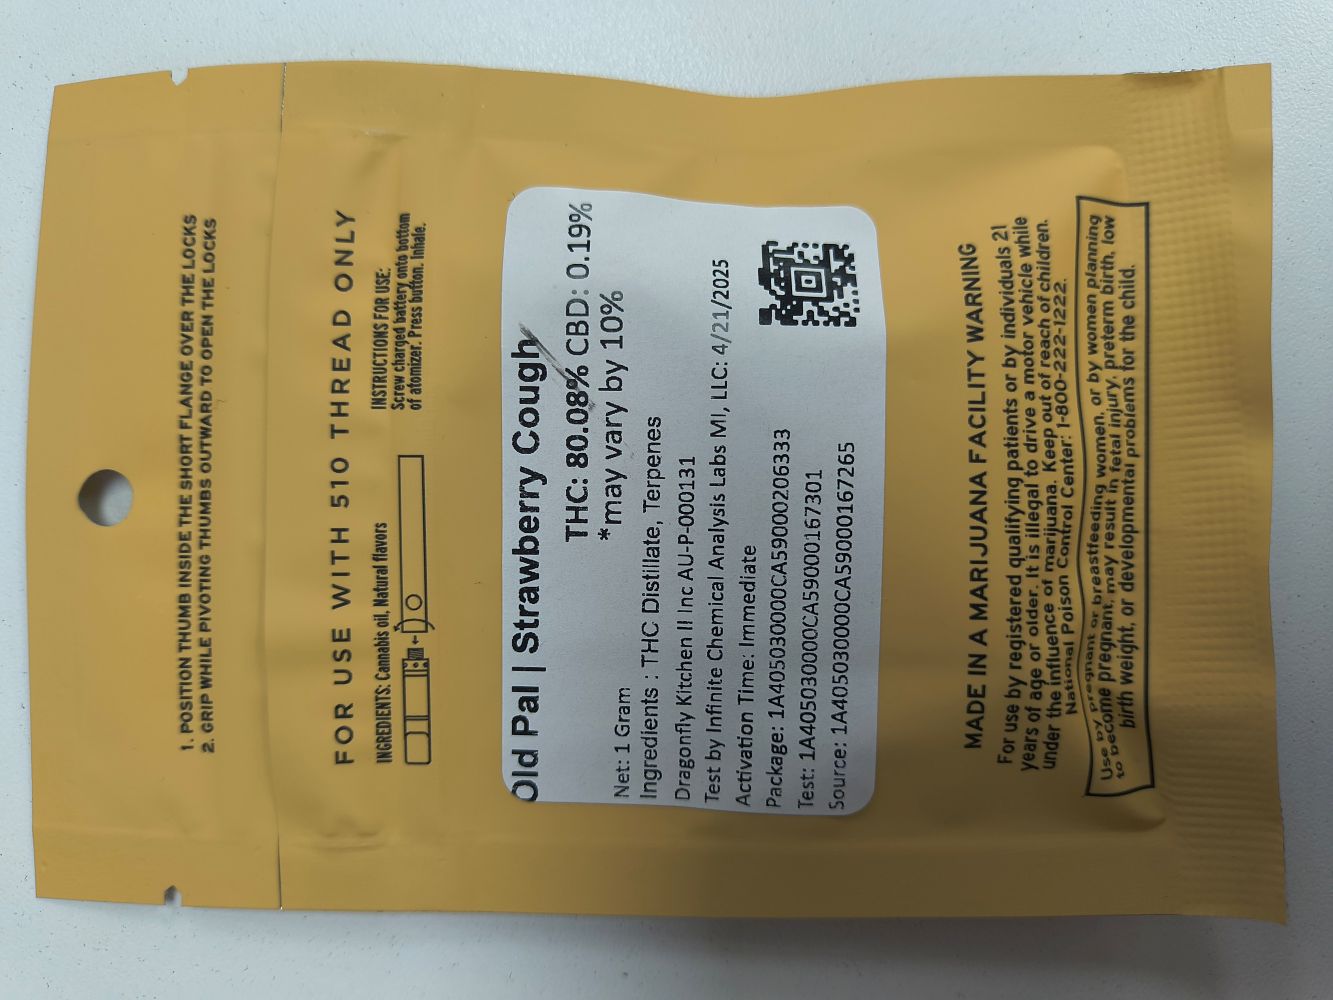 1. POSITION THUMB INSIDE THE SHORT FLANGE OVER THE LOCKS
2. GRIP WHILE PIVOTING THUMBS OUTWARD TO OPEN THE LOCKS
FOR USE WITH 510 THREAD ONLY
INGREDIENTS: Cannabis oil, Natural flavors
INSTRUCTIONS FOR USE:
Screw charged battery onto bottom
of atomizer. Press button. Inhale.
Old Pal | Strawberry Cough
THC: 80.08% CBD: 0.19%
*may vary by 10%
Net: 1 Gram
Ingredients : THC Distillate, Terpenes
Dragonfly Kitchen II Inc AU-P-000131
Test by Infinite Chemical Analysis Labs MI, LLC: 4/21/2025
Activation Time: Immediate
Package: 1A4050300000CA5900206333
Test: 1A4050300000CA59000167301
Source: 1A4050300000CA59000167265
MADE IN A MARIJUANA FACILITY WARNING
For use by registered qualifying patients or by individuals 21
years of age or older. It is illegal to drive a motor vehicle while
under the influence of marijuana. Keep out of reach of children.
National Poison Control Center: 1-800-222-1222.
Use by pregnant or breastfeeding women, or by women planning
to become pregnant, may result in fetal injury, preterm birth, low
birth weight, or developmental problems for the child.